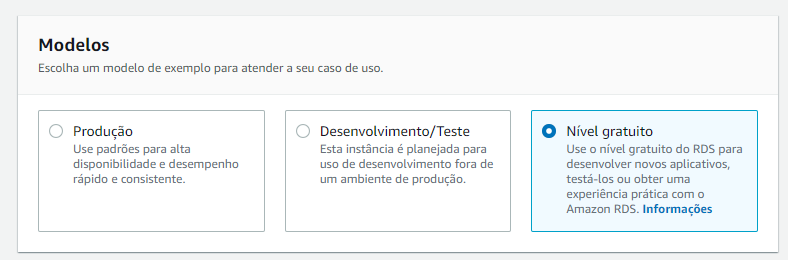 Modelos
Escolha um modelo de exemplo para atender a seu caso de uso.
Produção
Use padrões para alta
disponibilidade e desempenho
rápido e consistente.
Desenvolvimento/Teste
Esta instância é planejada para
uso de desenvolvimento fora de
um ambiente de produção.
Nível gratuito
Use o nível gratuito do RDS para
desenvolver novos aplicativos,
testá-los ou obter uma
experiência prática com o
Amazon RDS. Informações